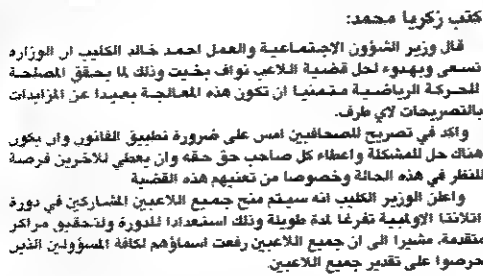 كتب زكريا محمد:
قال وزير الشؤون الإجتماعية والعمل احمد خالد الكليب ان الوزارة
تسعى وبهدوء لحل قضية اللاعبي نواف بخيت وذلك لما يحقق المصلحة
للحركة الرياضية متمنيا ان تكون هذه المعالجة بعيدا عن المزايدات
بالتصريحات لاي طرف.
واكد في تصريح للصحافيين امس على ضرورة تطبيق القانون وان يكون
هناك حل للمشكلة واعطاء كل صاحب حق حقه وان يعطي للاخرين فرصة
للنظر في هذه الحالة وخصوصا من تعنيهم هذه القضية
واعلن الوزير الكليب انه سيتم منح جميع اللاعبين المشاركين في دورة
اتلانتا الاولمبية تفرغا لمدة طويلة وذلك استعدادا للدورة ولتحقيق مراكز
متقدمة، مشيرا الى ان جميع اللاعبين رفعت اسماؤهم لكافة المسؤولين الذين
حرصوا على تقدير جميع اللاعبين.